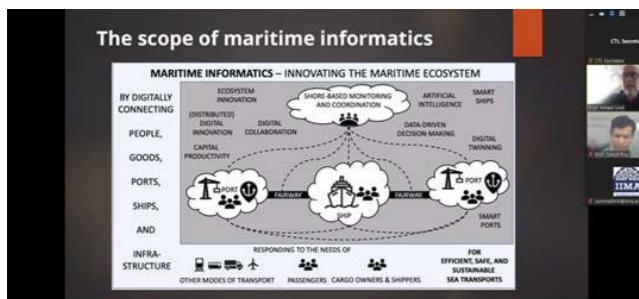 The scope of maritime informatics
MARITIME INFORMATICS – INNOVATING THE MARITIME ECOSYSTEM
BY DIGITALLY
CONNECTING
PEOPLE,
GOODS,
PORTS,
SHIPS,
AND
INFRA-
STRUCTURE
ECOSYSTEM
INNOVATION
SHORE-BASED MONITORING
AND COORDINATION
ARTIFICIAL
INTELLIGENCE
SMART
SHIPS
(DISTRIBUTED)
DIGITAL
INNOVATION
DIGITAL
COLLABORATION
DATA-DRIVEN
DECISION MAKING
DIGITAL
TWINNING
CAPITAL
PRODUCTIVITY
PORT
FAIRWAY
SHIP
FAIRWAY
PORT
SMART
PORTS
RESPONDING TO THE NEEDS OF
OTHER MODES OF TRANSPORT
PASSENGERS
CARGO OWNERS & SHIPPERS
FOR
EFFICIENT, SAFE, AND
SUSTAINABLE
SEA TRANSPORTS
CTL Secreta
CTL Secretary
IIMA